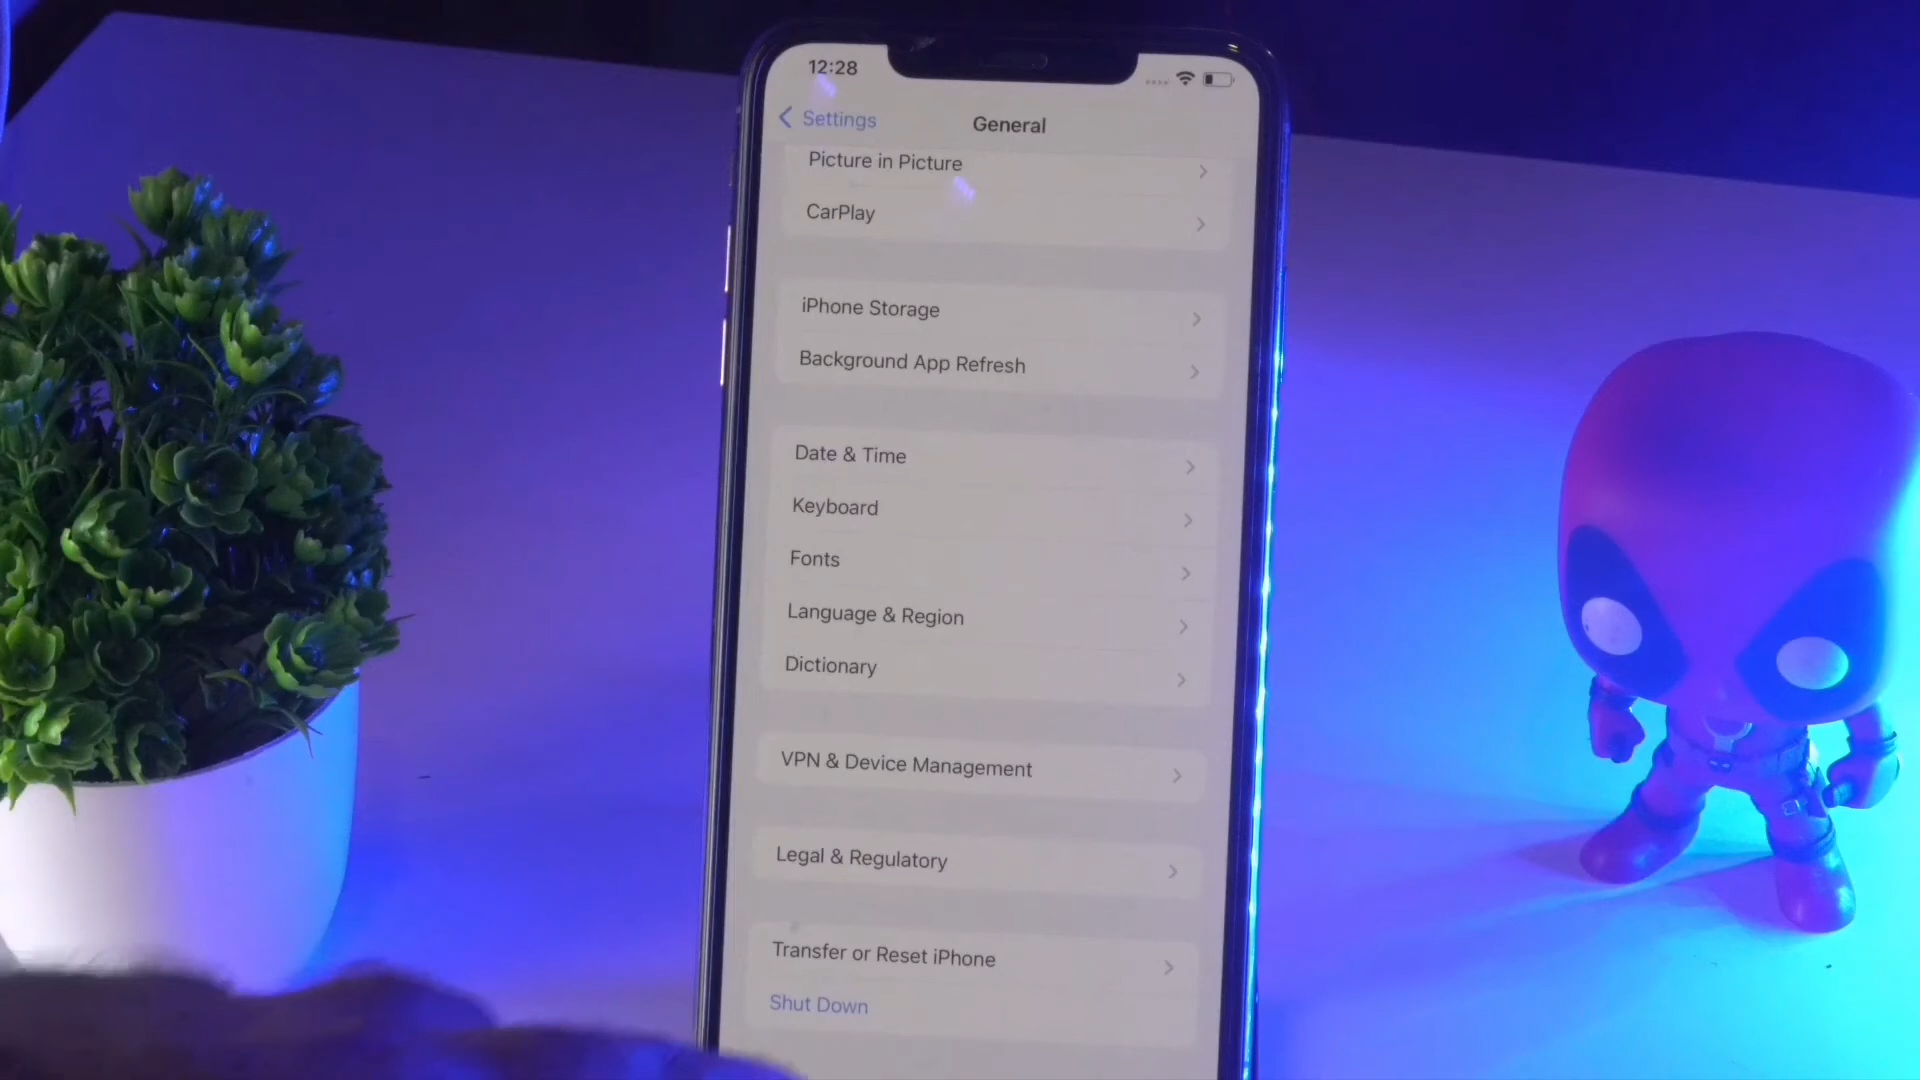 12:28
Settings
General
Picture in Picture
CarPlay
iPhone Storage
Background App Refresh
Date & Time
Keyboard
Fonts
Language & Region
Dictionary
VPN & Device Management
Legal & Regulatory
Transfer or Reset iPhone
Shut Down